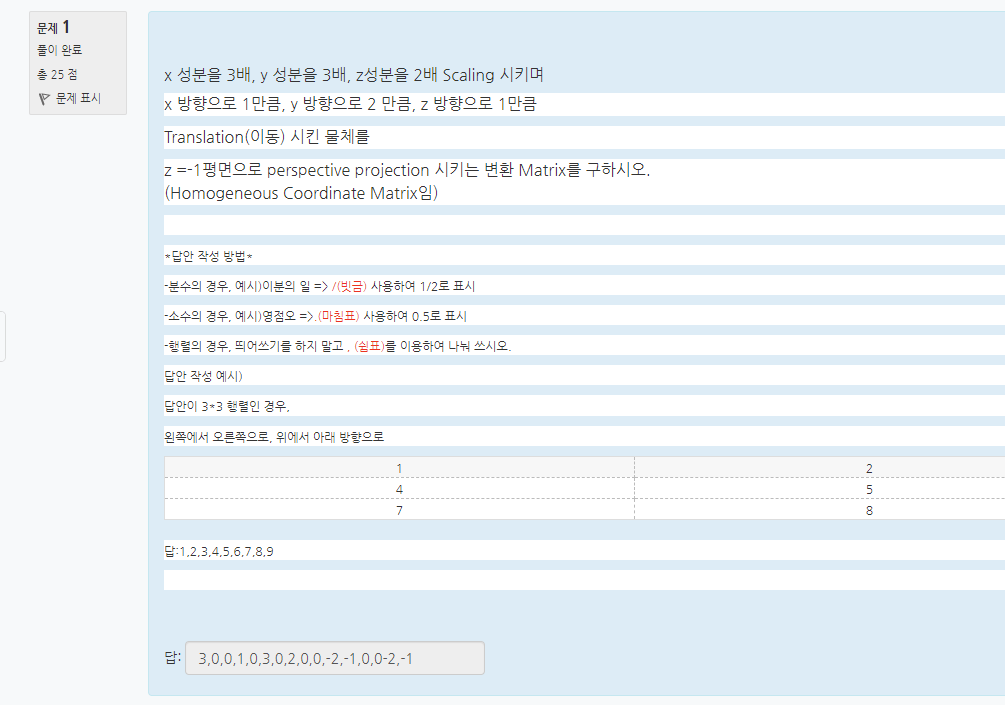 문제 1
풀이 완료
총 25 점
문제 표시
x 성분을 3배, y 성분을 3배, z성분을 2배 Scaling 시키며
x 방향으로 1만큼, y 방향으로 2 만큼, z 방향으로 1만큼
Translation(이동) 시킨 물체를
z =-1평면으로 perspective projection 시키는 변환 Matrix를 구하시오.
(Homogeneous Coordinate Matrix임)
*답안 작성 방법*
-분수의 경우, 예시)이분의 일 => /(빗금) 사용하여 1/2로 표시
-소수의 경우, 예시)영점오 =>.(마침표) 사용하여 0.5로 표시
-행렬의 경우, 띄어쓰기를 하지 말고 , (쉼표)를 이용하여 나눠 쓰시오.
답안 작성 예시)
답안이 3*3 행렬인 경우,
왼쪽에서 오른쪽으로, 위에서 아래 방향으로
1 2
4 5
7 8
답:1,2,3,4,5,6,7,8,9
답: 3,0,0,1,0,3,0,2,0,0,-2,-1,0,0-2,-1